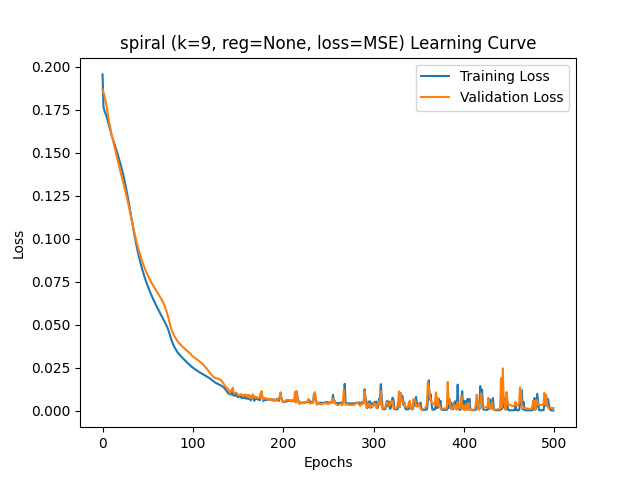 spiral (k=9, reg=None, loss=MSE) Learning Curve
Training Loss
Validation Loss
Loss
0.200
0.175
0.150
0.125
0.100
0.075
0.050
0.025
0.000
0 100 200 300 400 500
Epochs